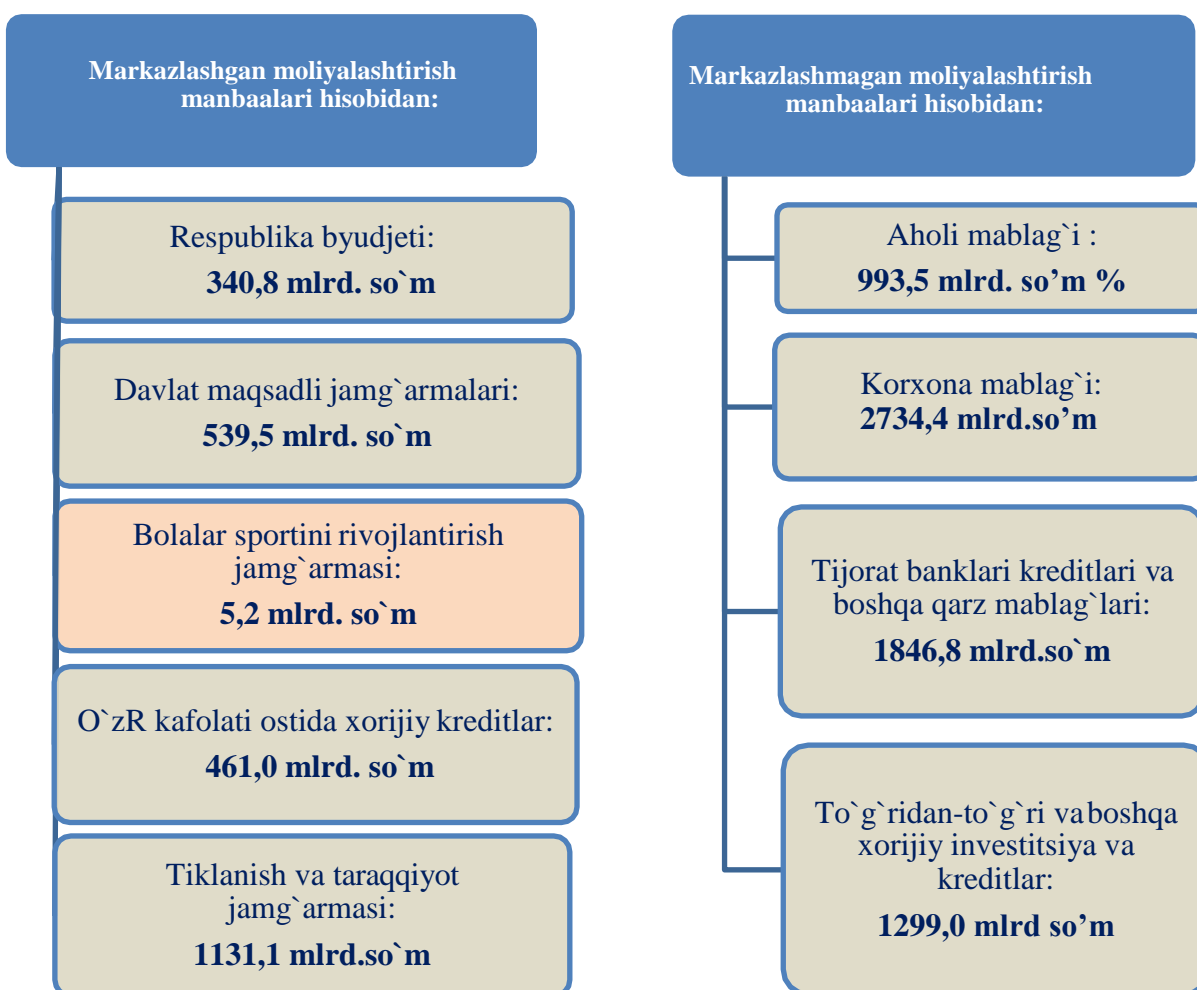 Markazlashgan moliyalashtirish
manbaalari hisobidan:
Respublika byudjeti:
340,8 mlrd. so`m
Davlat maqsadli jamg`armalari:
539,5 mlrd. so`m
Bolalar sportini rivojlantirish
jamg`armasi:
5,2 mlrd. so`m
O`zR kafolati ostida xorijiy kreditlar:
461,0 mlrd. so`m
Tiklanish va taraqqiyot
jamg`armasi:
1131,1 mlrd.so`m
Markazlashmagan moliyalashtirish
manbaalari hisobidan:
Aholi mablag`i :
993,5 mlrd. so’m %
Korxona mablag`i:
2734,4 mlrd.so’m
Tijorat banklari kreditlari va
boshqa qarz mablag`lari:
1846,8 mlrd.so`m
To`g`ridan-to`g`ri va boshqa
xorijiy investitsiya va
kreditlar:
1299,0 mlrd so’m